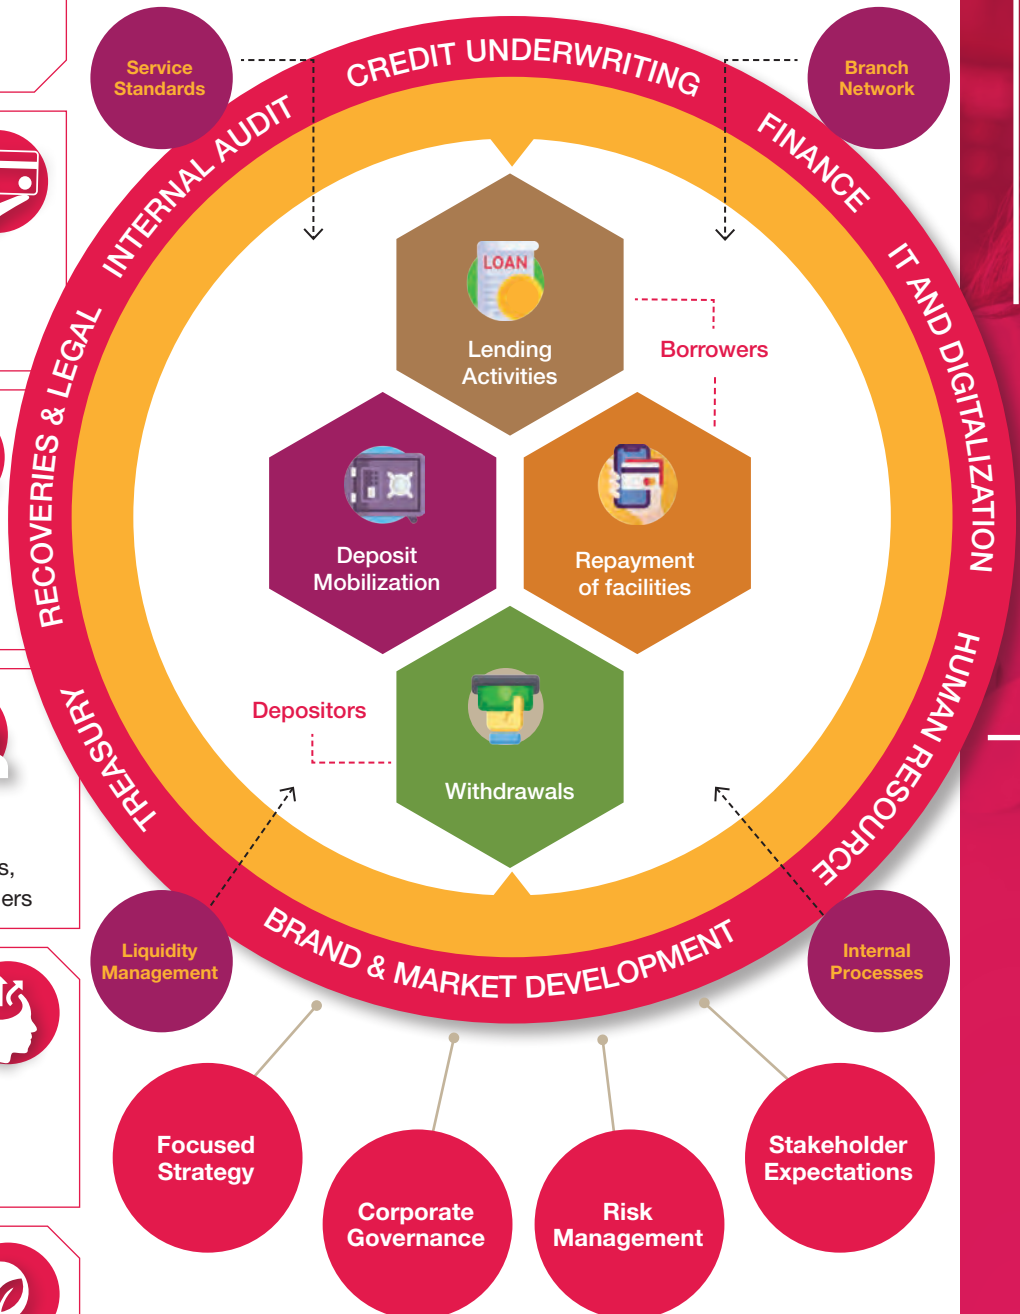 Service
Standards
Branch
Network
CREDIT UNDERWRITING
FINANCE
IT AND DIGITALIZATION
HUMAN RESOURCE
BRAND & MARKET DEVELOPMENT
TREASURY
RECOVERIES & LEGAL
INTERNAL AUDIT
LOAN
Lending
Activities
Borrowers
Deposit
Mobilization
Repayment
of facilities
Depositors
Withdrawals
s,
ers
Liquidity
Management
Internal
Processes
Focused
Strategy
Corporate
Governance
Risk
Management
Stakeholder
Expectations